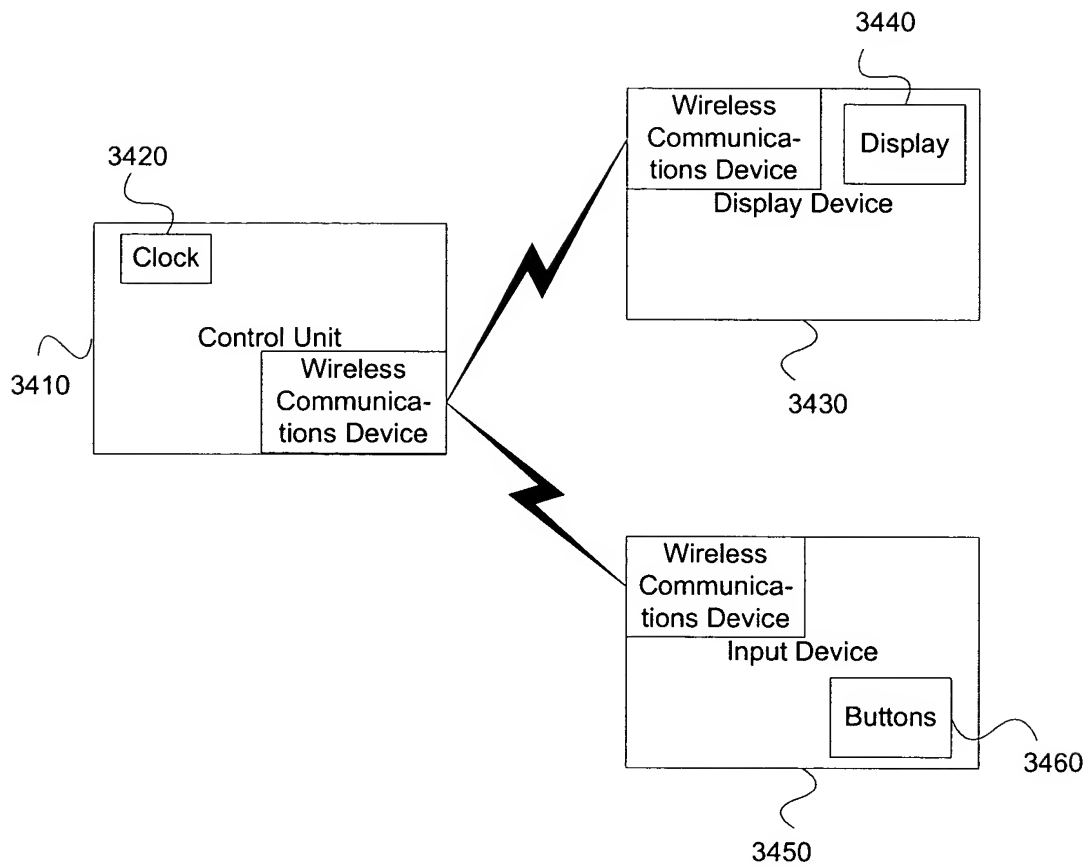 3440
Wireless
Communica-
tions Device
Display
Display Device
3430
3420
Clock
Control Unit
Wireless
Communica-
tions Device
3410
Wireless
Communica-
tions Device
Input Device
Buttons
3460
3450